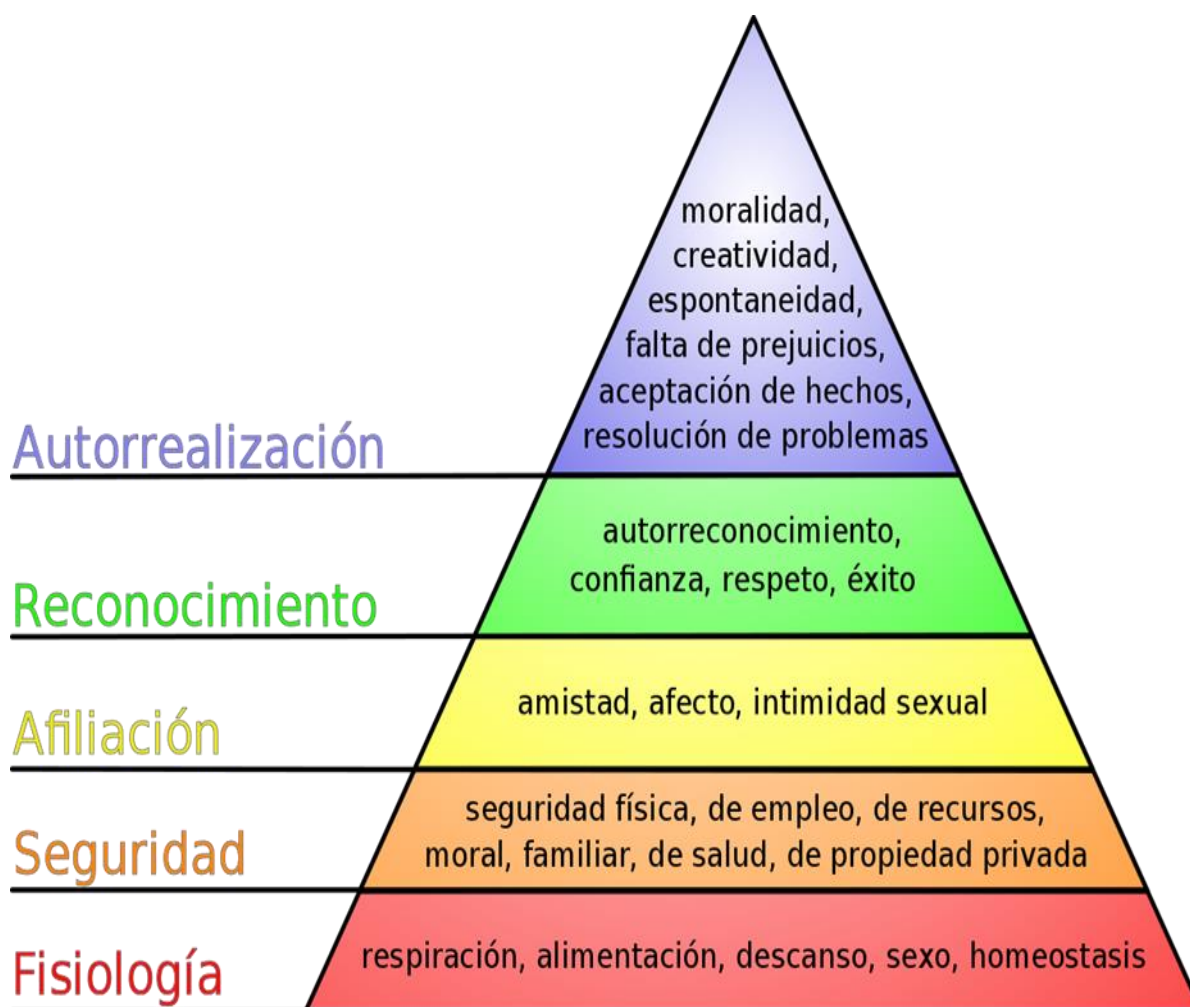 moralidad,
creatividad,
espontaneidad,
falta de prejuicios,
aceptación de hechos,
resolución de problemas
Autorrealización
autorreconocimiento,
confianza, respeto, éxito
Reconocimiento
amistad, afecto, intimidad sexual
Afiliación
seguridad física, de empleo, de recursos,
moral, familiar, de salud, de propiedad privada
Seguridad
respiración, alimentación, descanso, sexo, homeostasis
Fisiología